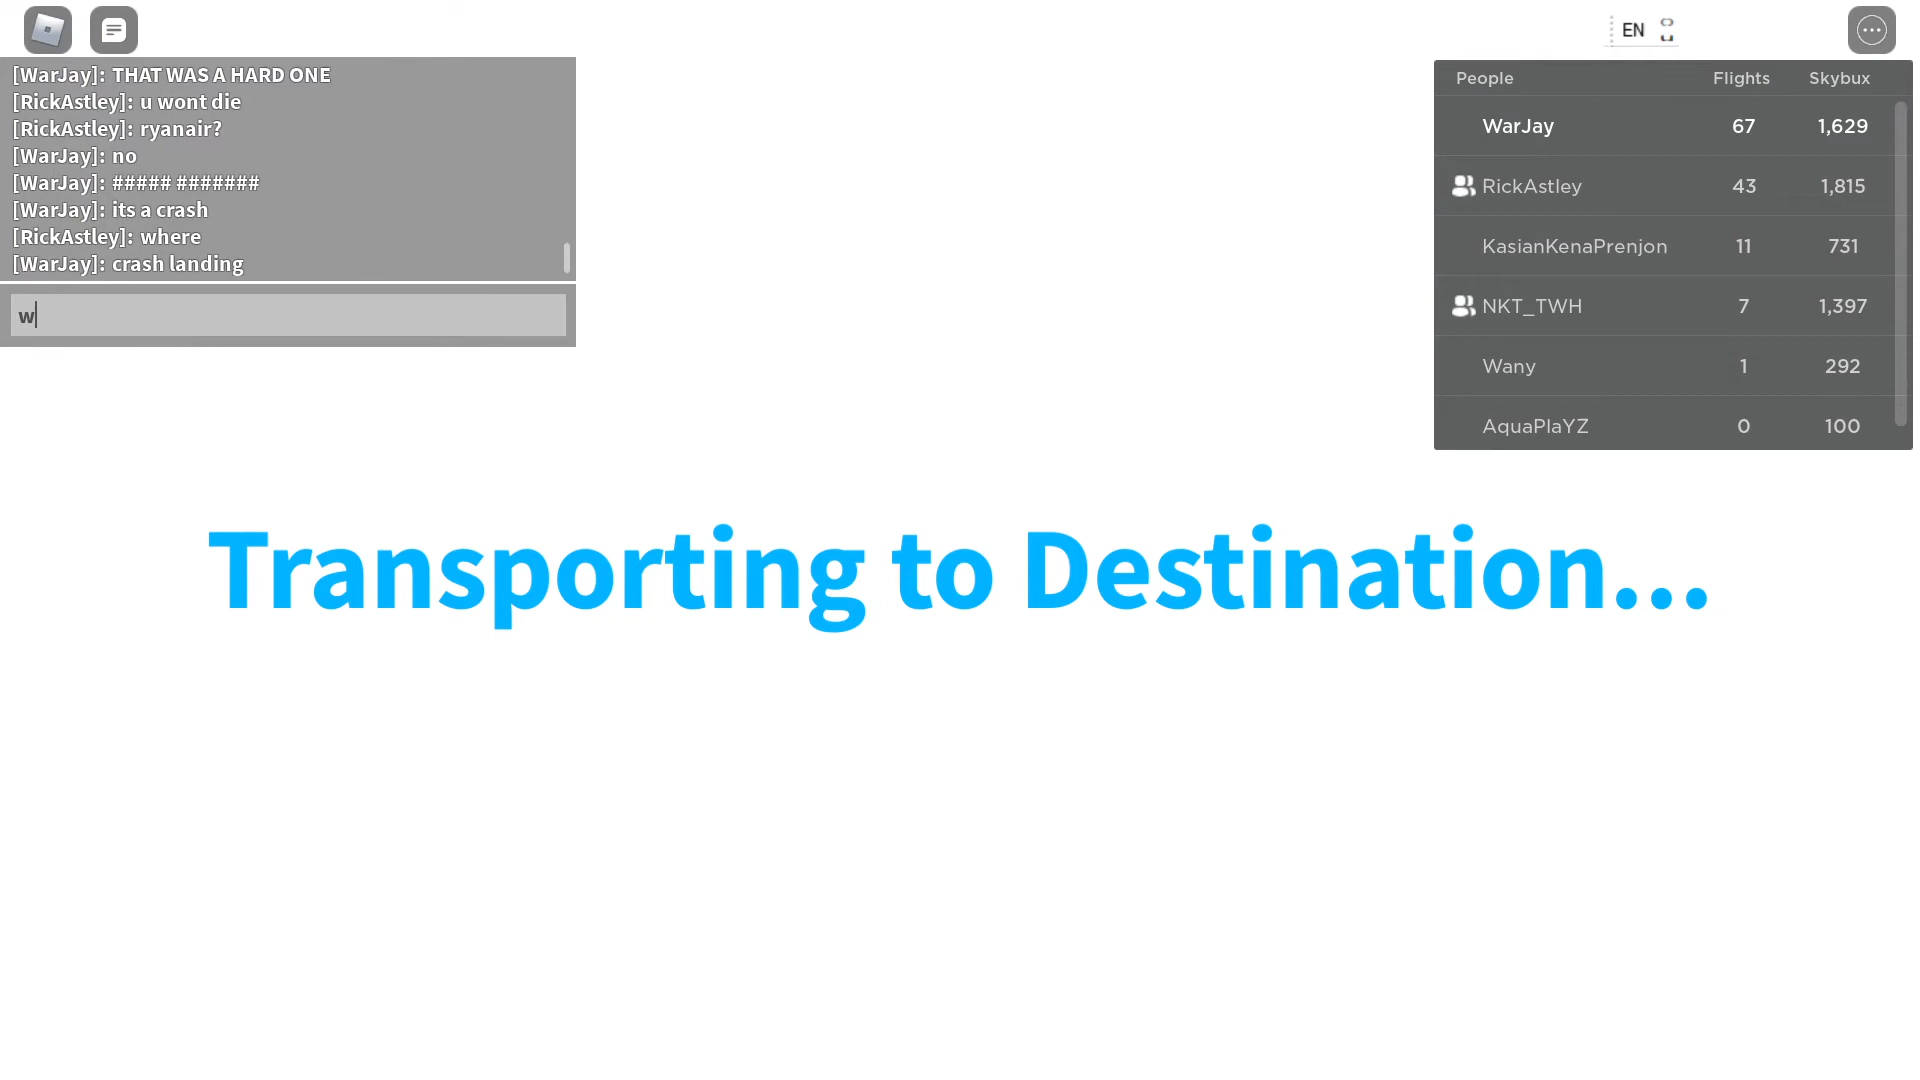 [WarJay]: THAT WAS A HARD ONE
[RickAstley]: u wont die
[RickAstley]: ryanair?
[WarJay]: no
[WarJay]: ##### #######
[WarJay]: its a crash
[RickAstley]: where
[WarJay]: crash landing
w
EN
People Flights Skybux
WarJay 67 1,629
RickAstley 43 1,815
KasianKenaPrenjon 11 731
NKT_TWH 7 1,397
Wany 1 292
AquaPlaYZ 0 100
Transporting to Destination...